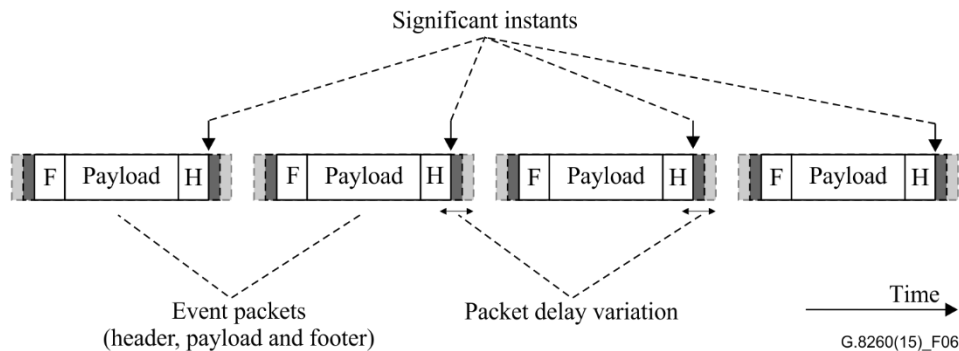 Significant instants
F Payload H F Payload H F Payload H F Payload H
Event packets
(header, payload and footer)
Packet delay variation
Time
G.8260(15)_F06